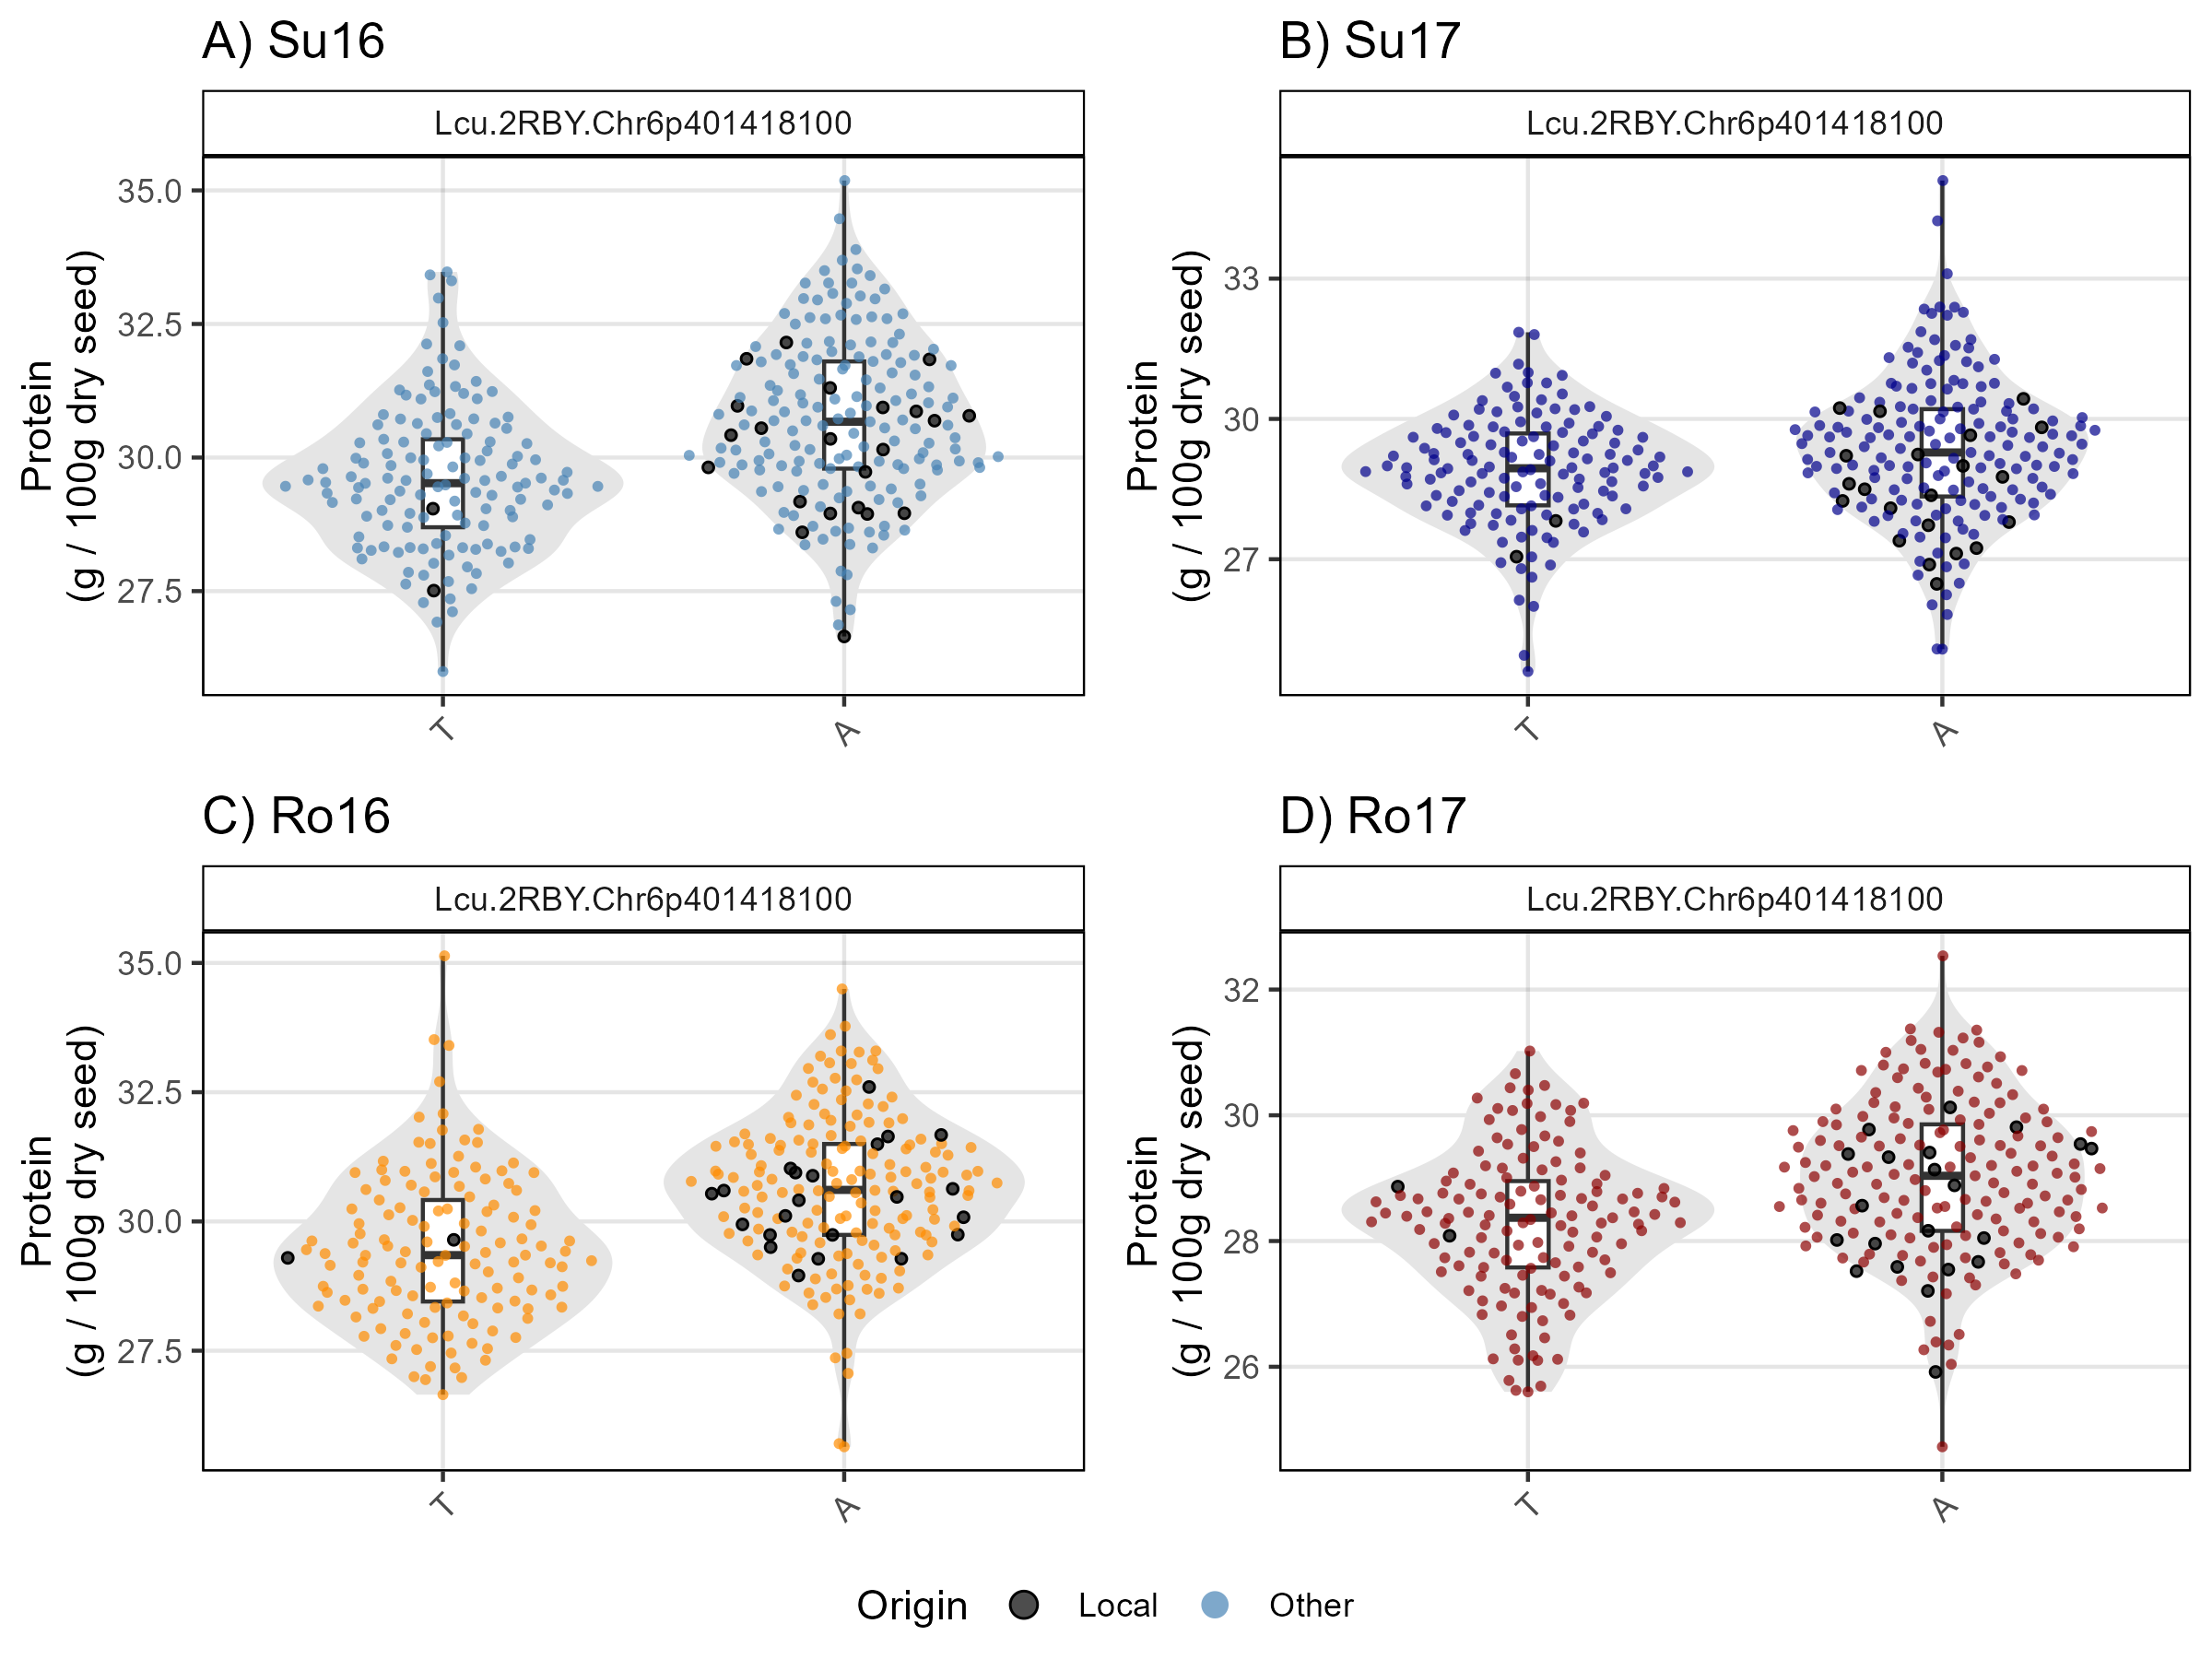 A) Su16
Lcu.2RBY.Chr6p401418100
Protein
(g / 100g dry seed)
35.0
32.5
30.0
27.5
T
A
B) Su17
Lcu.2RBY.Chr6p401418100
Protein
(g / 100g dry seed)
33
30
27
T
A
C) Ro16
Lcu.2RBY.Chr6p401418100
Protein
(g / 100g dry seed)
35.0
32.5
30.0
27.5
T
A
D) Ro17
Lcu.2RBY.Chr6p401418100
Protein
(g / 100g dry seed)
32
30
28
26
T
A
Origin Local Other